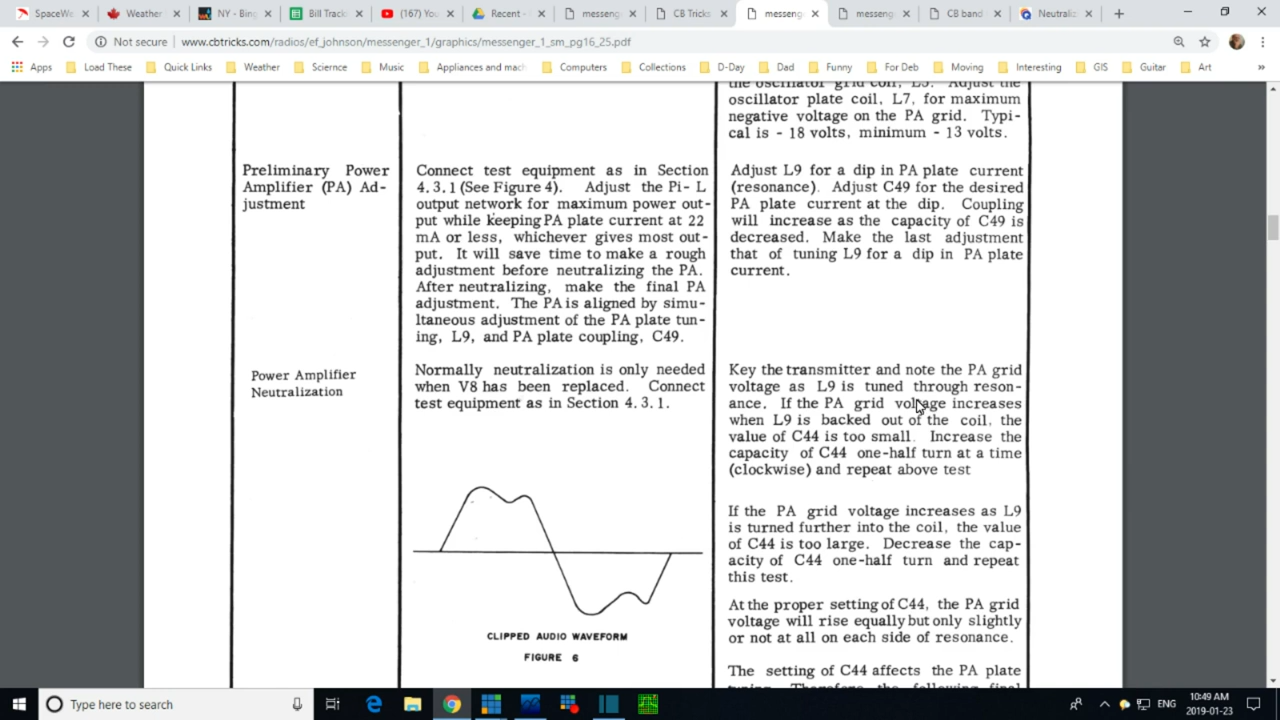 SpaceWe
Weather
NY - Bing
Bill Track
(167) You
Recent -
messeng
CB Tricks
messeng
messeng
CB band
Neutraliz
Not secure
www.cbtricks.com/radios/ef_johnson/messenger_1/graphics/messenger_1_sm_pg16_25.pdf
Apps
Load These
Quick Links
Weather
Sciernce
Music
Appliances and mach
Computers
Collections
D-Day
Dad
Funny
For Deb
Moving
Interesting
GIS
Guitar
Art
»
the oscillator grid coil, L5. Adjust the
oscillator plate coil, L7, for maximum
negative voltage on the PA grid. Typi-
cal is - 18 volts, minimum - 13 volts.
Preliminary Power
Amplifier (PA) Ad-
justment
Connect test equipment as in Section
4.3.1 (See Figure 4). Adjust the Pi- L
output network for maximum power out-
put while keeping PA plate current at 22
mA or less, whichever gives most out-
put. It will save time to make a rough
adjustment before neutralizing the PA.
After neutralizing, make the final PA
adjustment. The PA is aligned by simu-
ltaneous adjustment of the PA plate tun-
ing, L9, and PA plate coupling, C49.
Adjust L9 for a dip in PA plate current
(resonance). Adjust C49 for the desired
PA plate current at the dip. Coupling
will increase as the capacity of C49 is
decreased. Make the last adjustment
that of tuning L9 for a dip in PA plate
current.
Power Amplifier
Neutralization
Normally neutralization is only needed
when V8 has been replaced. Connect
test equipment as in Section 4.3.1.
Key the transmitter and note the PA grid
voltage as L9 is tuned through reson-
ance. If the PA grid voltage increases
when L9 is backed out of the coil, the
value of C44 is too small. Increase the
capacity of C44 one-half turn at a time
(clockwise) and repeat above test
If the PA grid voltage increases as L9
is turned further into the coil, the value
of C44 is too large. Decrease the cap-
acity of C44 one-half turn and repeat
this test.
At the proper setting of C44, the PA grid
voltage will rise equally but only slightly
or not at all on each side of resonance.
The setting of C44 affects the PA plate
tuning. Therefore the following final
CLIPPED AUDIO WAVEFORM
FIGURE 6
Type here to search
ENG
10:49 AM
2019-01-23